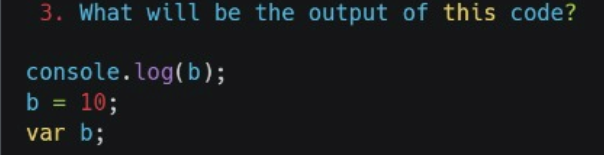 3. What will be the output of this code?
console.log(b);
b = 10;
var b;